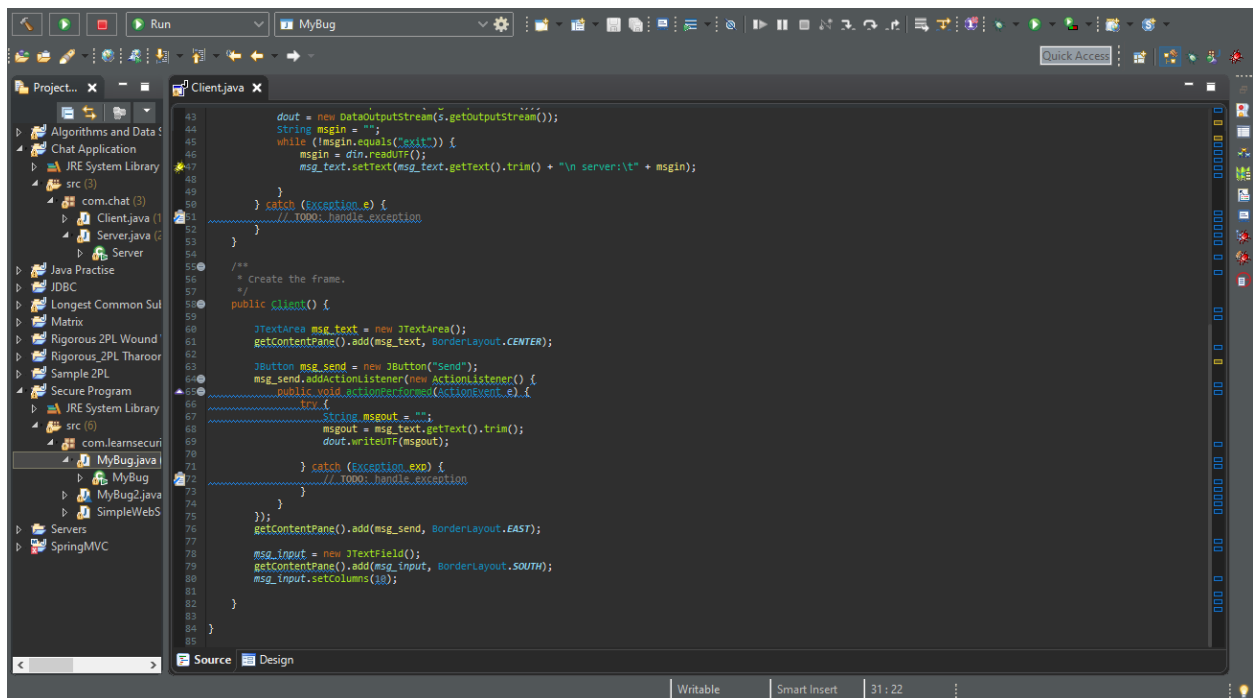 Run
MyBug
Quick Access
Project...
Client.java
Algorithms and Data S
Chat Application
JRE System Library
src (3)
com.chat (3)
Client.java (1
Server.java (2
Server
Java Practise
JDBC
Longest Common Sub
Matrix
Rigorous 2PL Wound
Rigorous_2PL Tharoor
Sample 2PL
Secure Program
JRE System Library
src (6)
com.learnsecuri
MyBug.java (
MyBug
MyBug2.java
SimpleWebS
Servers
SpringMVC
43 dout = new DataOutputStream(s.getOutputStream());
44 String msgin = "";
45 while (!msgin.equals("exit")) {
46 msgin = din.readUTF();
47 msg_text.setText(msg_text.getText().trim() + "\n server:\t" + msgin);
48
49 }
50 } catch (Exception e) {
51 // TODO: handle exception
52 }
53 }
54
55 /**
56 * Create the frame.
57 */
58 public Client() {
59
60 JTextArea msg_text = new JTextArea();
61 getContentPane().add(msg_text, BorderLayout.CENTER);
62
63 JButton msg_send = new JButton("Send");
64 msg_send.addActionListener(new ActionListener() {
65 public void actionPerformed(ActionEvent e) {
66 try {
67 String msgout = "";
68 msgout = msg_text.getText().trim();
69 dout.writeUTF(msgout);
70
71 } catch (Exception exp) {
72 // TODO: handle exception
73 }
74 }
75 });
76 getContentPane().add(msg_send, BorderLayout.EAST);
77
78 msg_input = new JTextField();
79 getContentPane().add(msg_input, BorderLayout.SOUTH);
80 msg_input.setColumns(10);
81
82 }
83
84 }
85
Source
Design
Writable
Smart Insert
31 : 22